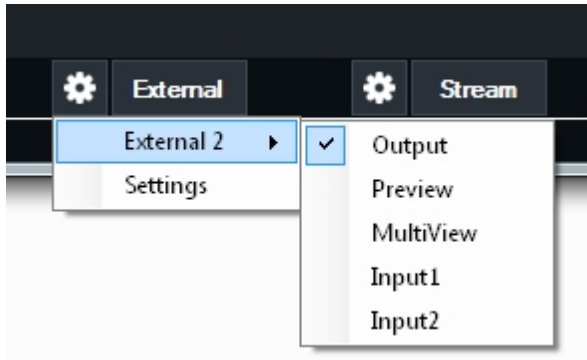 External
Stream
External 2
Settings
Output
Preview
MultiView
Input1
Input2